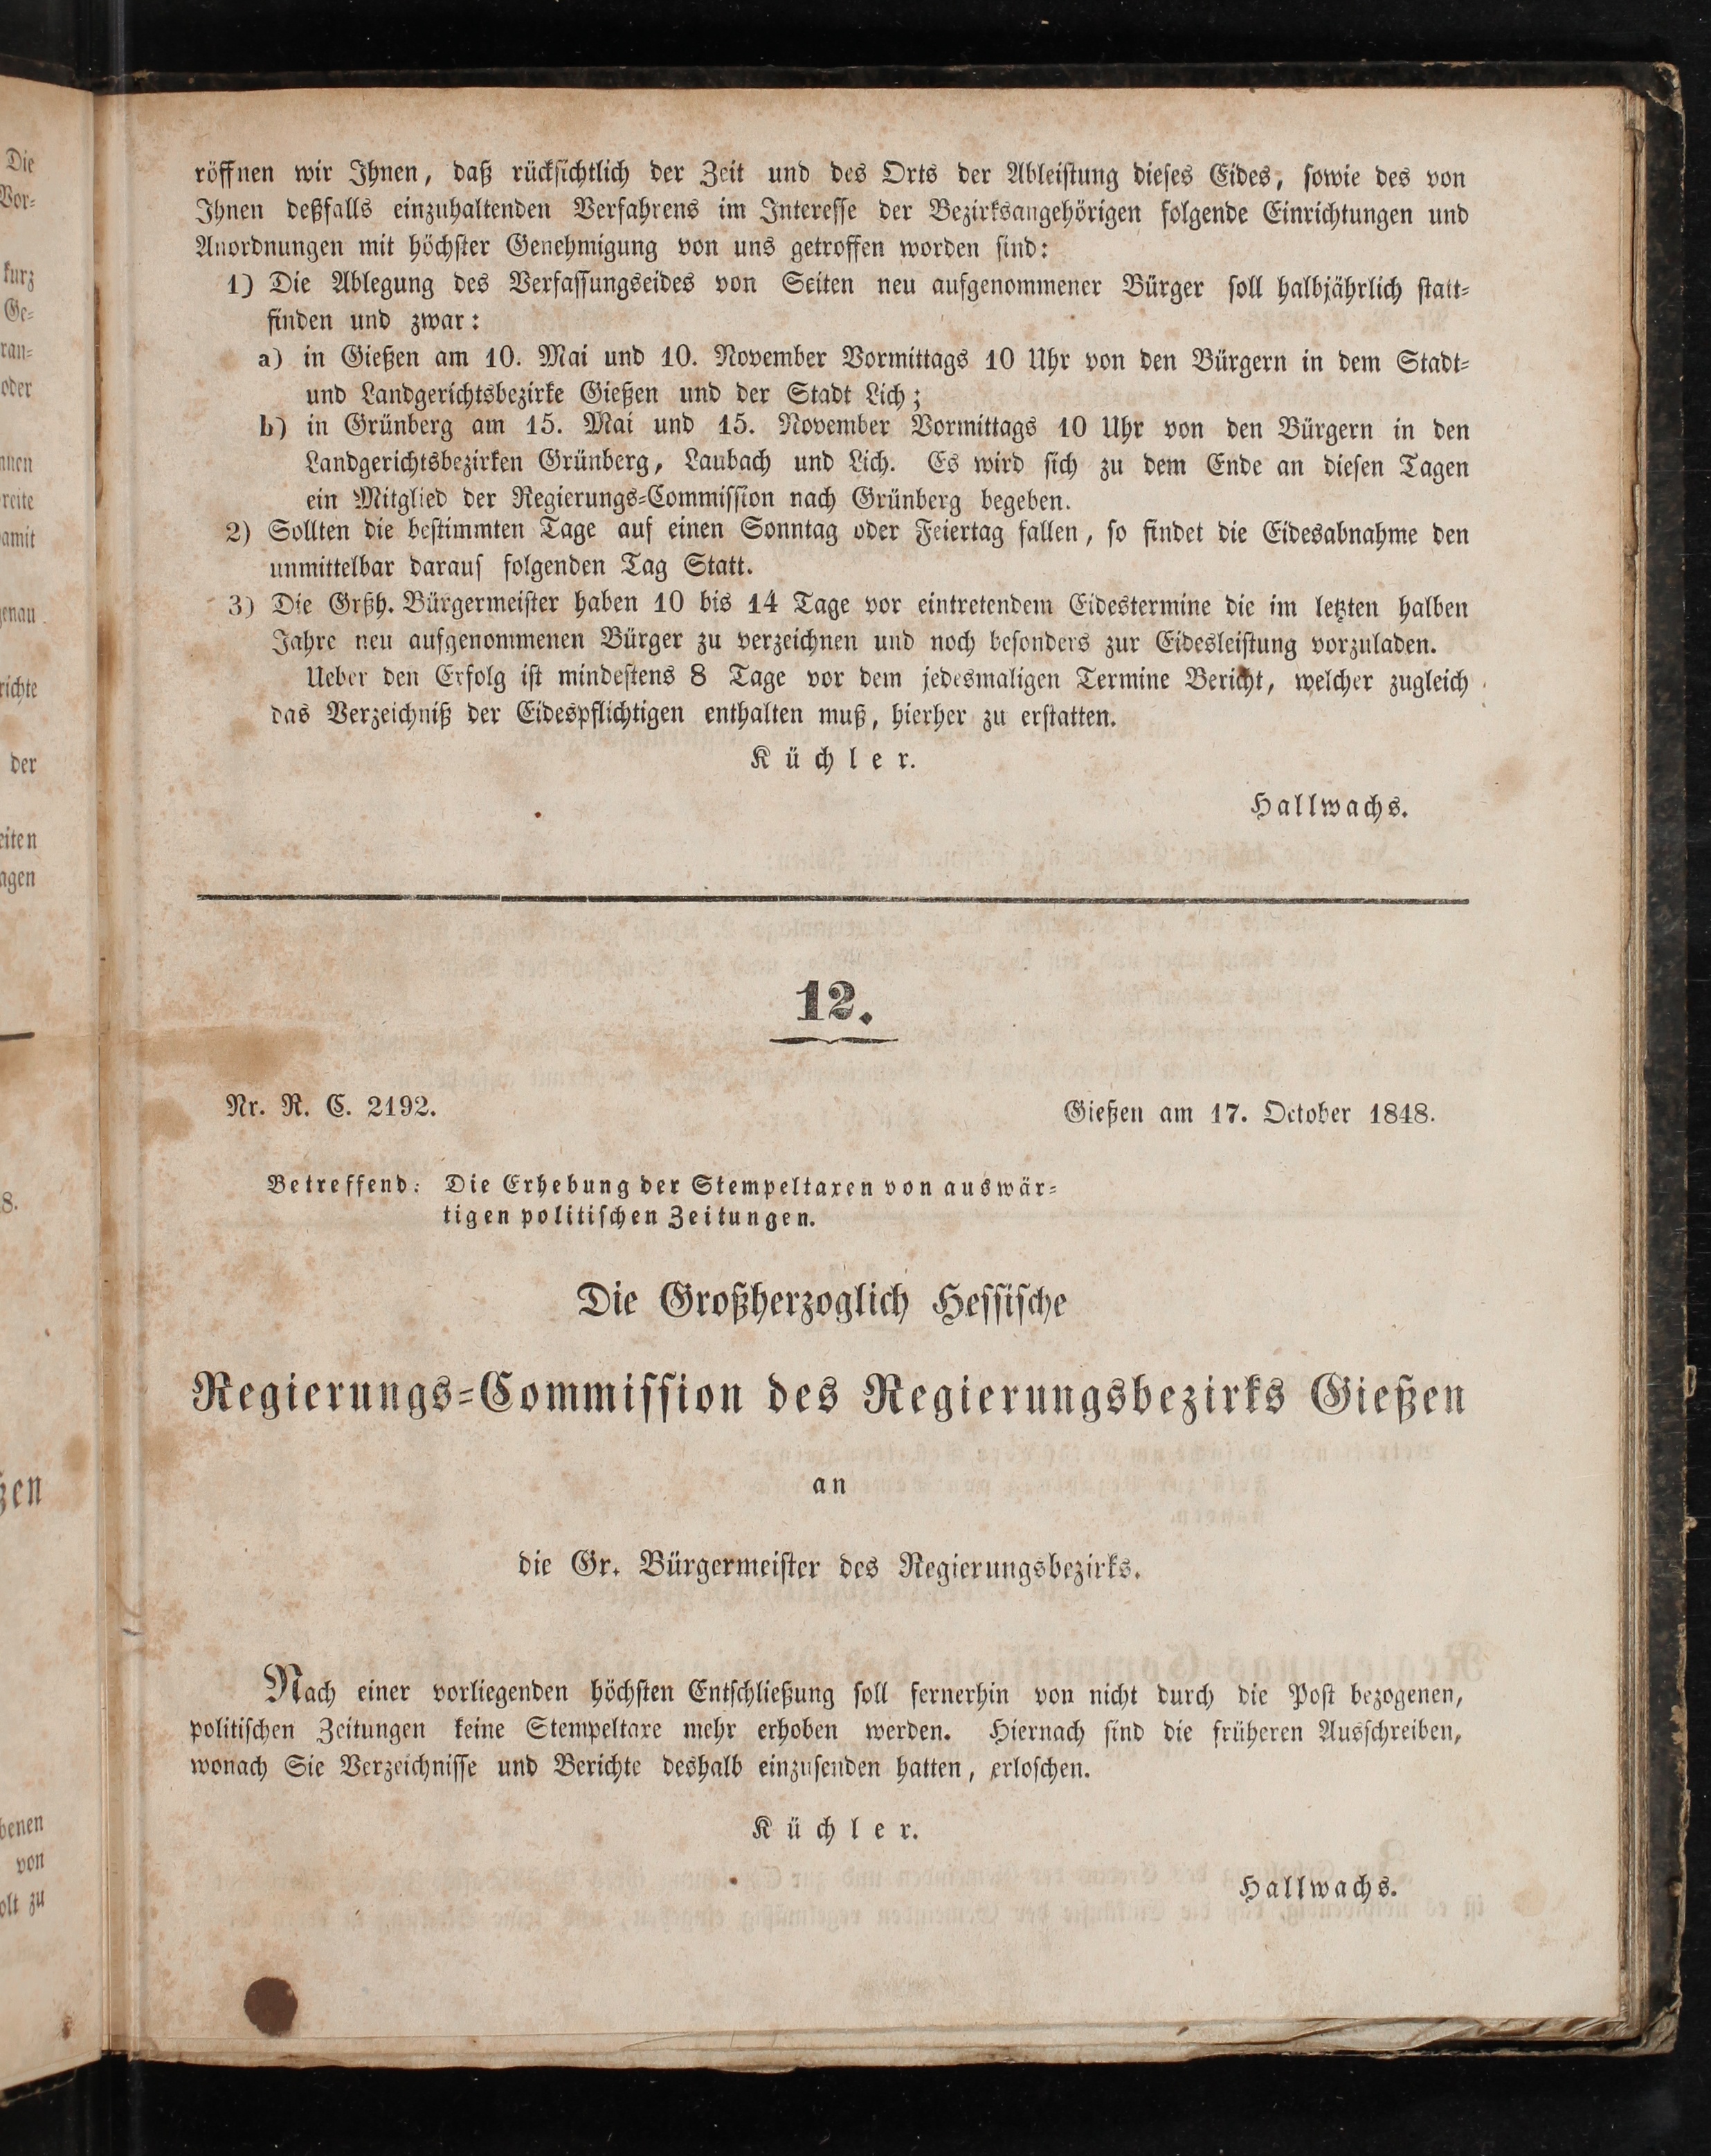 röffnen wir Ihnen, daß rücksichtlich der Zeit und des Orts der Ableistung dieses Eides, sowie des von
Ihnen deßfalls einzuhaltenden Verfahrens im Interesse der Bezirksangehörigen folgende Einrichtungen und
Anordnungen mit höchster Genehmigung von uns getroffen worden sind:
1) Die Ablegung des Verfassungseides von Seiten neu aufgenommener Bürger soll halbjährlich statt-
finden und zwar:
a) in Gießen am 10. Mai und 10. November Vormittags 10 Uhr von den Bürgern in dem Stadt-
und Landgerichtsbezirke Gießen und der Stadt Lich;
b) in Grünberg am 15. Mai und 15. November Vormittags 10 Uhr von den Bürgern in den
Landgerichtsbezirken Grünberg, Laubach und Lich. Es wird sich zu dem Ende an diesen Tagen
ein Mitglied der Regierungs-Commission nach Grünberg begeben.
2) Sollten die bestimmten Tage auf einen Sonntag oder Feiertag fallen, so findet die Eidesabnahme den
unmittelbar darauf folgenden Tag Statt.
3) Die Grßh. Bürgermeister haben 10 bis 14 Tage vor eintretendem Eidestermine die im letzten halben
Jahre neu aufgenommenen Bürger zu verzeichnen und noch besonders zur Eidesleistung vorzuladen.
Ueber den Erfolg ist mindestens 8 Tage vor dem jedesmaligen Termine Bericht, welcher zugleich
das Verzeichniß der Eidespflichtigen enthalten muß, hierher zu erstatten.
Küchler.
Hallwachs.
12.
Nr. R. C. 2192.
Gießen am 17. October 1848.
Betreffend: Die Erhebung der Stempeltaxen von auswär-
tigen politischen Zeitungen.
Die Großherzoglich Hessische
Regierungs-Commission des Regierungsbezirks Gießen
an
die Gr. Bürgermeister des Regierungsbezirks.
Nach einer vorliegenden höchsten Entschließung soll fernerhin von nicht durch die Post bezogenen,
politischen Zeitungen keine Stempeltaxe mehr erhoben werden. Hiernach sind die früheren Ausschreiben,
wonach Sie Verzeichnisse und Berichte deshalb einzusenden hatten, erloschen.
Küchler.
Hallwachs.